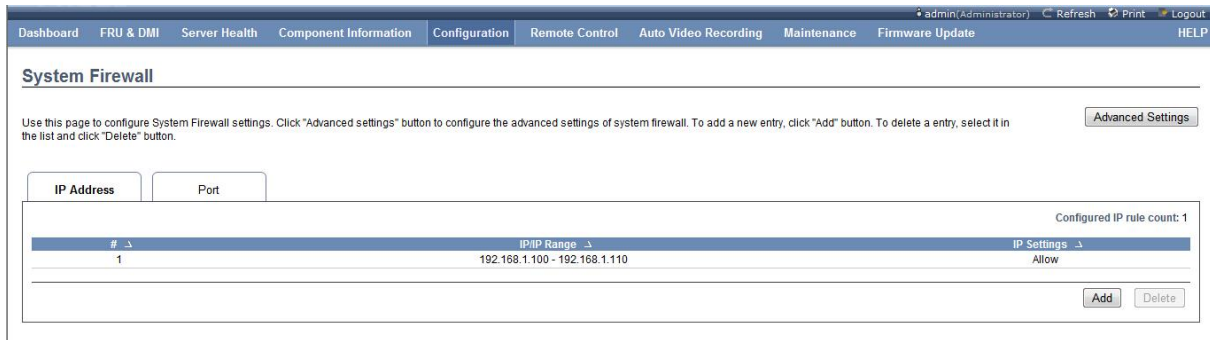 admin(Administrator) Refresh Print Logout
Dashboard FRU & DMI Server Health Component Information Configuration Remote Control Auto Video Recording Maintenance Firmware Update HELP
System Firewall
Use this page to configure System Firewall settings. Click "Advanced settings" button to configure the advanced settings of system firewall. To add a new entry, click "Add" button. To delete a entry, select it in
the list and click "Delete" button.
Advanced Settings
IP Address Port
Configured IP rule count: 1
# IP/IP Range IP Settings
1 192.168.1.100 - 192.168.1.110 Allow
Add Delete